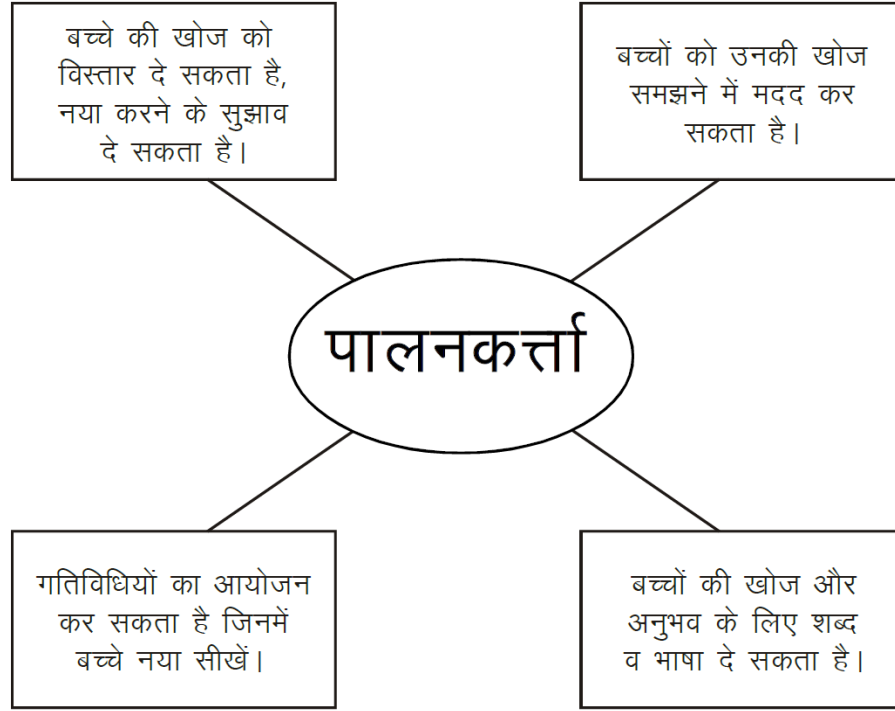 बच्चे की खोज को
विस्तार दे सकता है,
नया करने के सुझाव
दे सकता है।
बच्चों को उनकी खोज
समझने में मदद कर
सकता है।
पालनकर्त्ता
गतिविधियों का आयोजन
कर सकता है जिनमें
बच्चे नया सीखें।
बच्चों की खोज और
अनुभव के लिए शब्द
व भाषा दे सकता है।